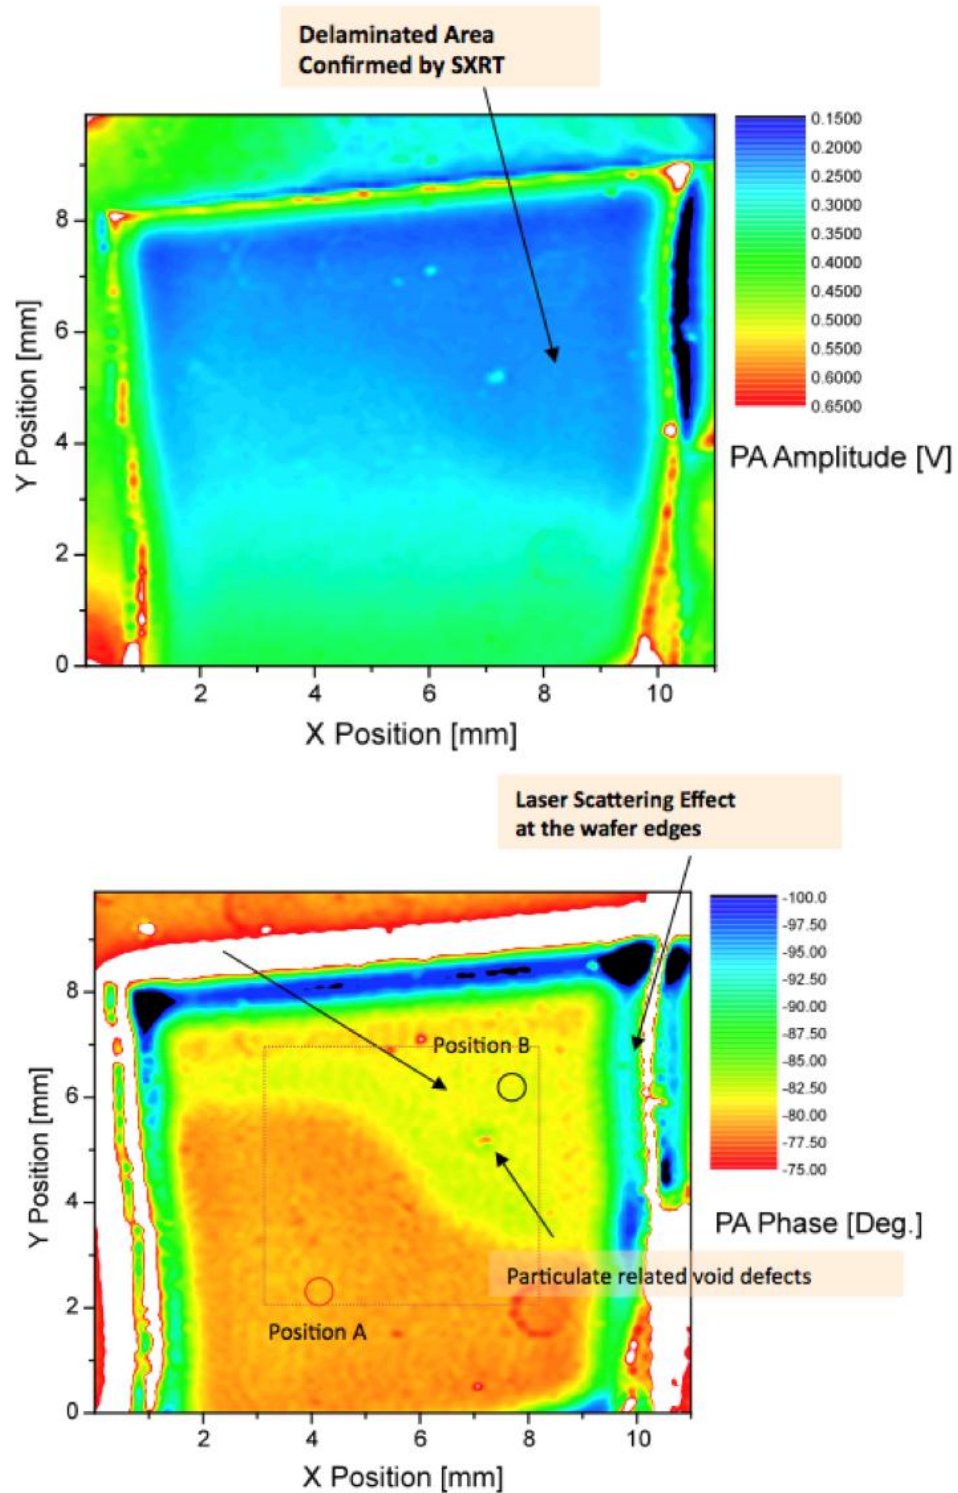 Delaminated Area
Confirmed by SXRT
0.1500
0.2000
0.2500
0.3000
0.3500
0.4000
0.4500
0.5000
0.5500
0.6000
0.6500
PA Amplitude [V]
8
6
4
2
0
Y Position [mm]
2 4 6 8 10
X Position [mm]
Laser Scattering Effect
at the wafer edges
-100.0
-97.50
-95.00
-92.50
-90.00
-87.50
-85.00
-82.50
-80.00
-77.50
-75.00
PA Phase [Deg.]
8
6
4
2
0
Y Position [mm]
Position B
Particulate related void defects
Position A
2 4 6 8 10
X Position [mm]